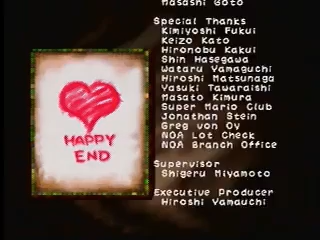 Masashi Goto
Special Thanks
Kimiyoshi Fukui
Keizo Kato
Hironobu Kakui
Shin Hasegawa
Wataru Yamaguchi
Hiroshi Matsunaga
Yasuki Tawaraishi
Masato Kimura
Super Mario Club
Jonathan Stein
Greg von Oy
NOA Lot Check
NOA Branch Office
Supervisor
Shigeru Miyamoto
Executive Producer
Hiroshi Yamauchi
HAPPY
END